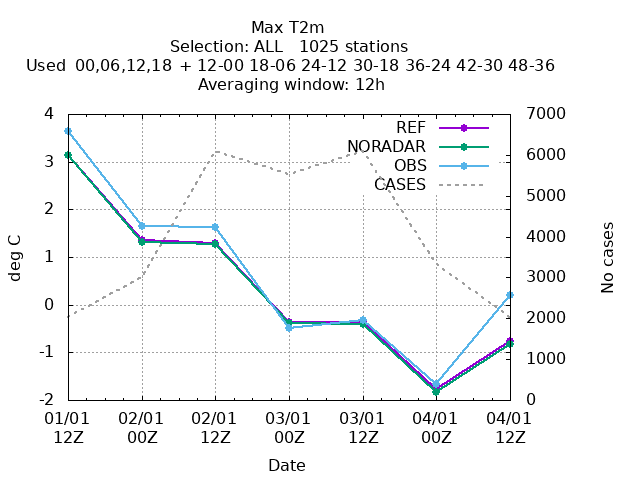 Max T2m
Selection: ALL   1025 stations
Used  00,06,12,18  + 12-00 18-06 24-12 30-18 36-24 42-30 48-36
Averaging window: 12h
REF
NORADAR
OBS
CASES
4
3
2
1
0
-1
-2
deg C
7000
6000
5000
4000
3000
2000
1000
0
No cases
01/01 02/01 02/01 03/01 03/01 04/01 04/01
12Z 00Z 12Z 00Z 12Z 00Z 12Z
Date